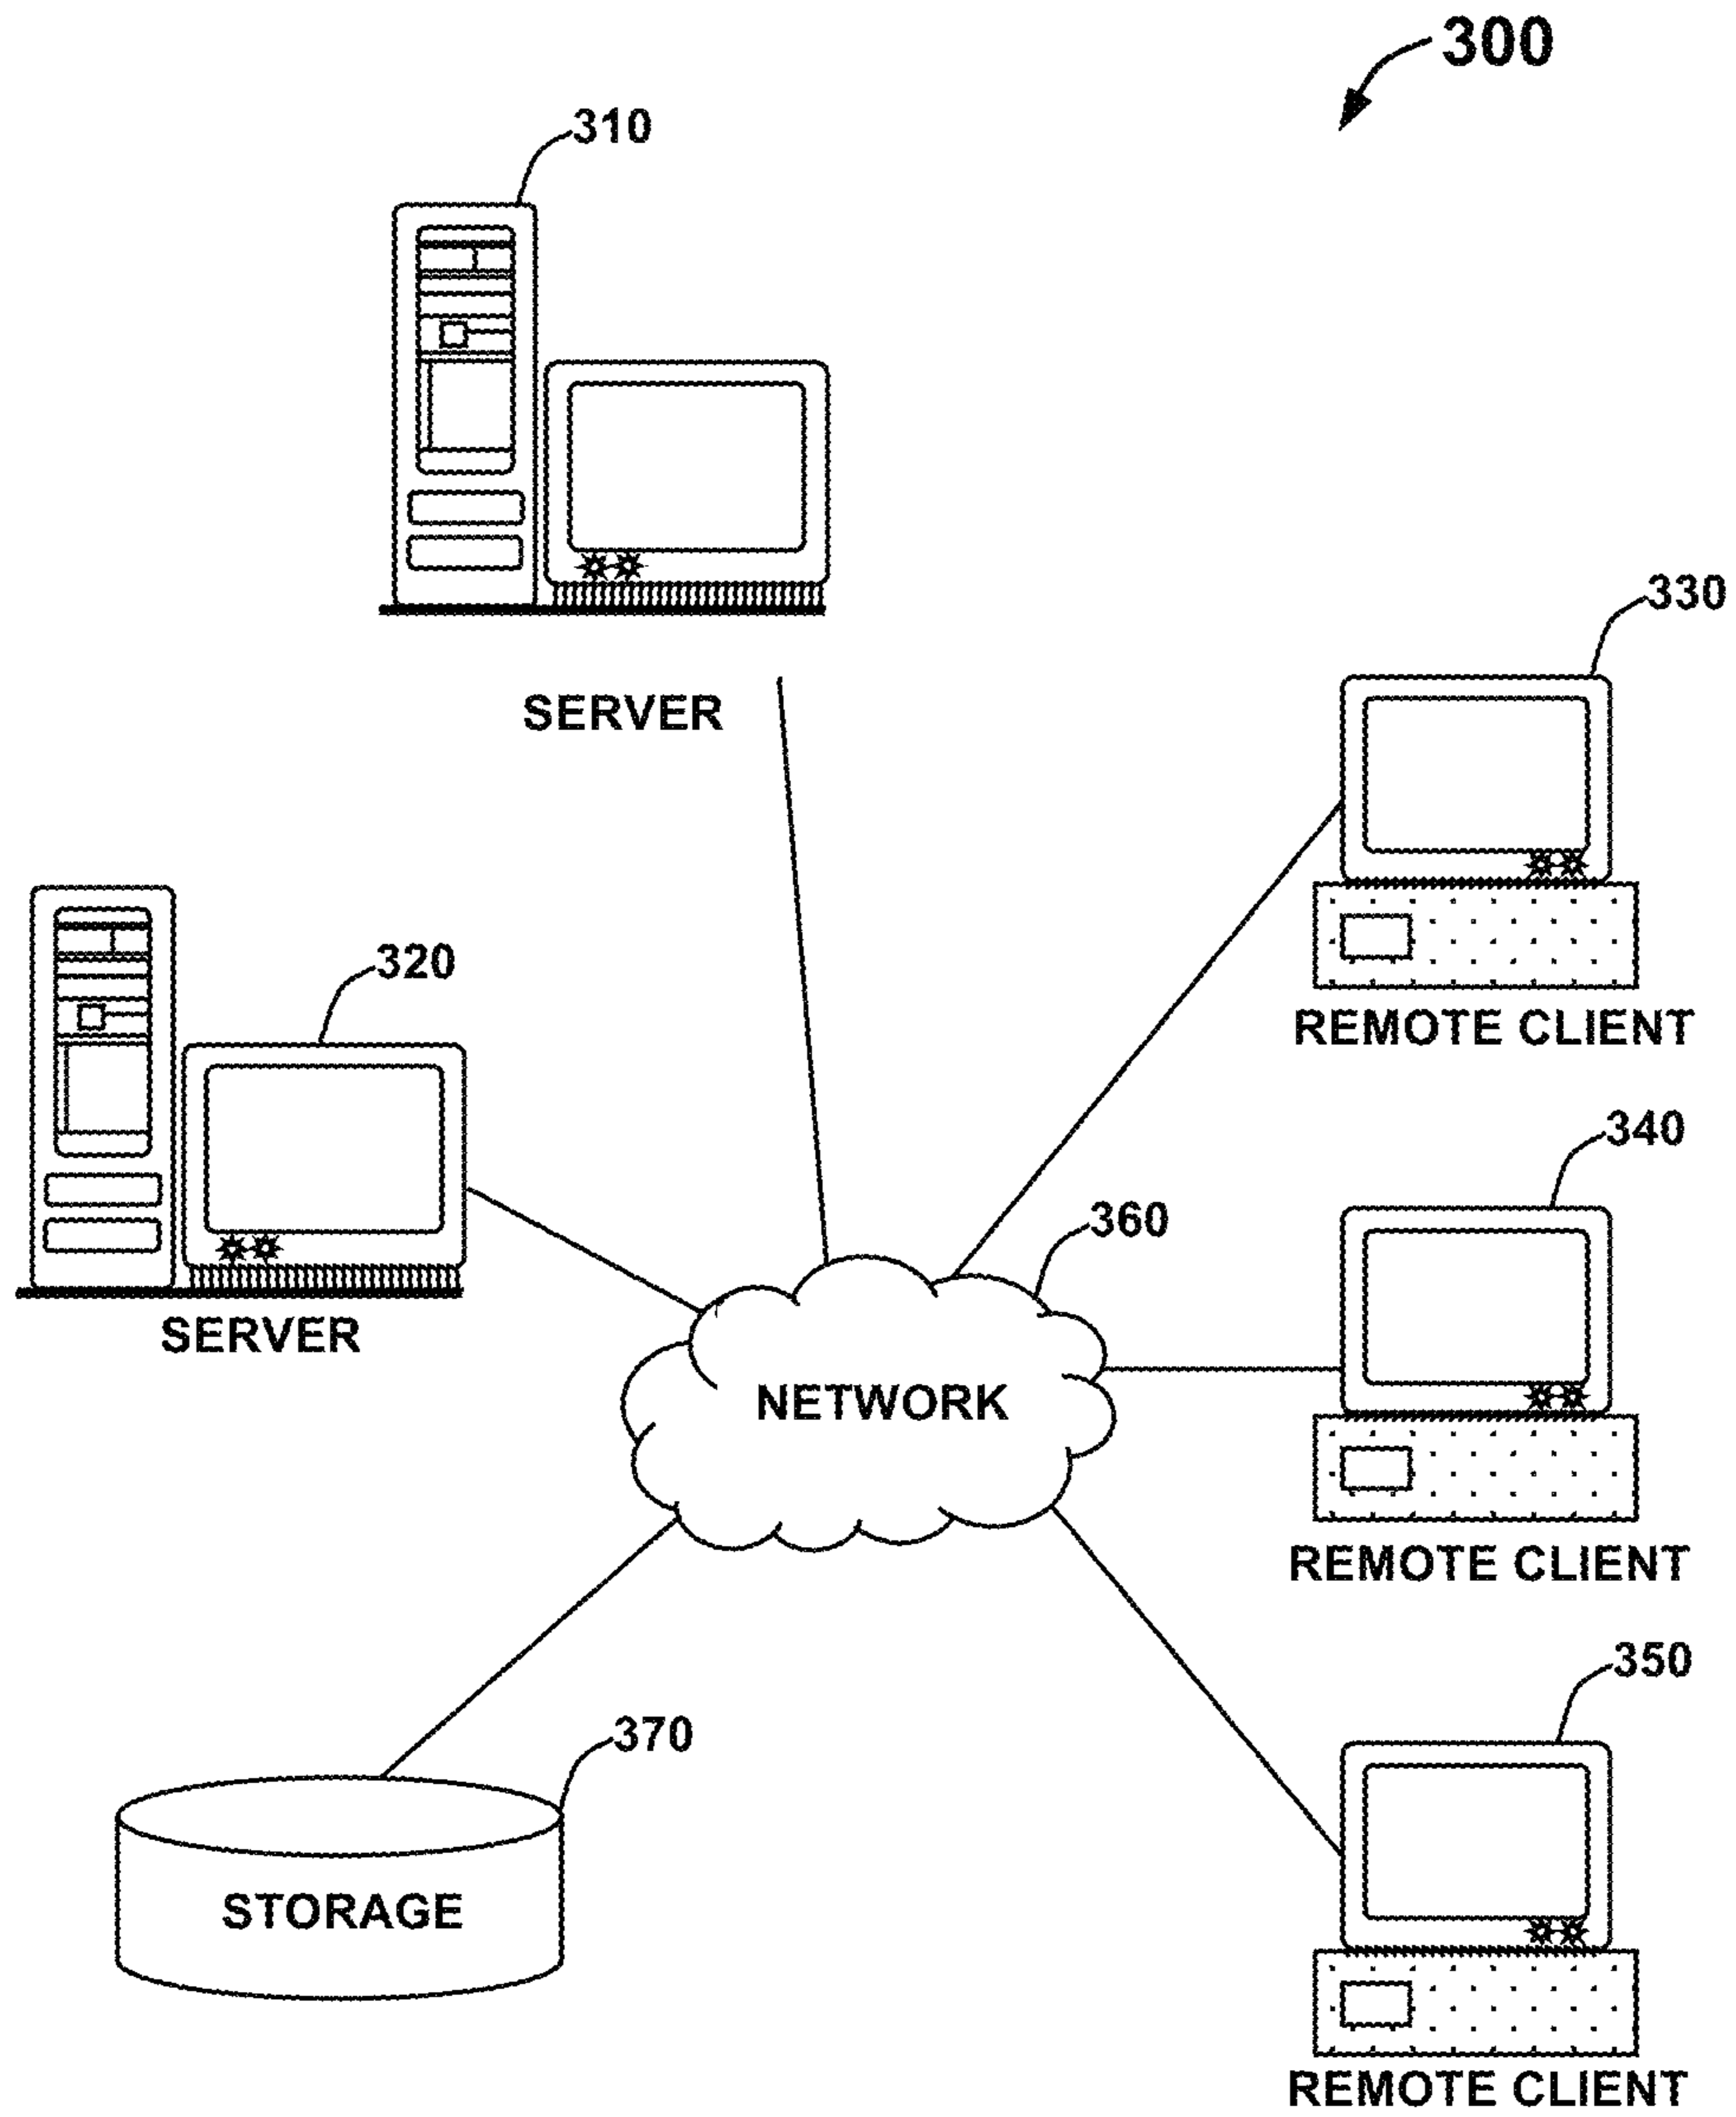 300
310
SERVER
330
REMOTE CLIENT
320
SERVER
340
REMOTE CLIENT
360
NETWORK
350
REMOTE CLIENT
370
STORAGE